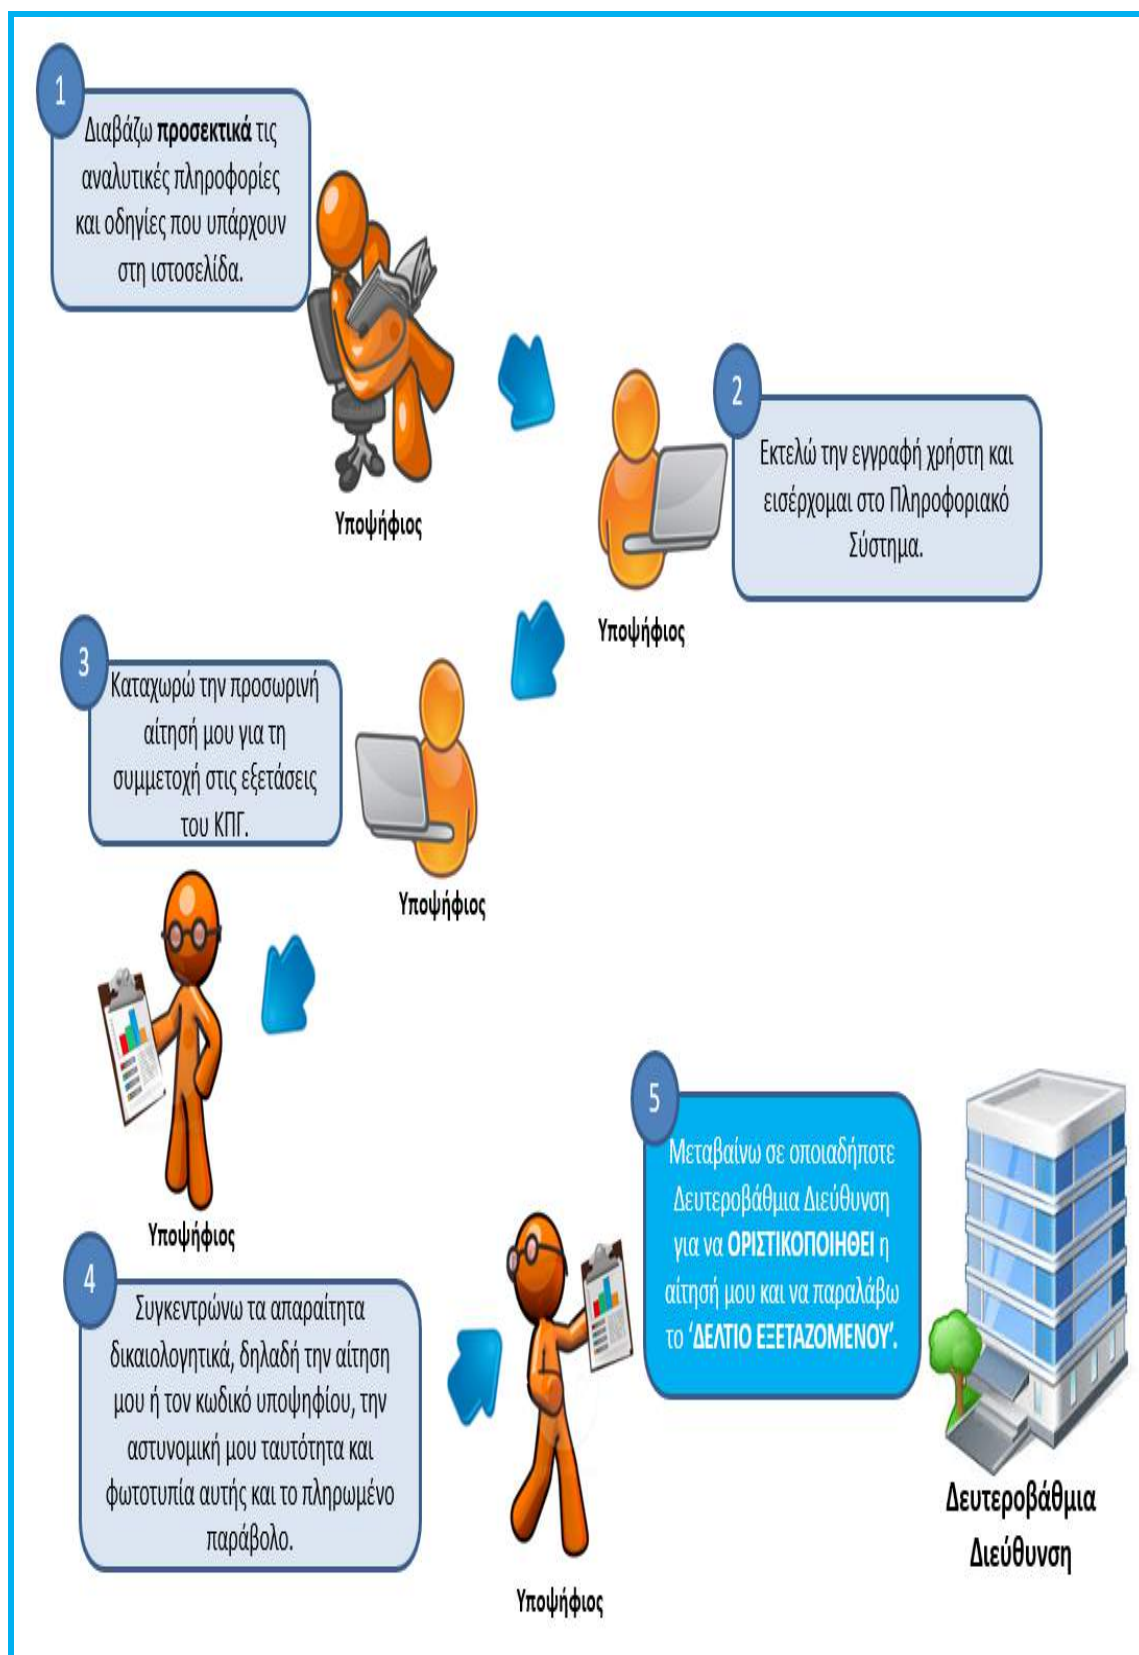 1
Διαβάζω προσεκτικά τις
αναλυτικές πληροφορίες
και οδηγίες που υπάρχουν
στη ιστοσελίδα.
Υποψήφιος
2
Εκτελώ την εγγραφή χρήστη και
εισέρχομαι στο Πληροφοριακό
Σύστημα.
Υποψήφιος
3
Καταχωρώ την προσωρινή
αίτησή μου για τη
συμμετοχή στις εξετάσεις
του ΚΠΓ.
Υποψήφιος
Υποψήφιος
4
Συγκεντρώνω τα απαραίτητα
δικαιολογητικά, δηλαδή την αίτηση
μου ή τον κωδικό υποψηφίου, την
αστυνομική μου ταυτότητα και
φωτοτυπία αυτής και το πληρωμένο
παράβολο.
Υποψήφιος
5
Μεταβαίνω σε οποιαδήποτε
Δευτεροβάθμια Διεύθυνση
για να ΟΡΙΣΤΙΚΟΠΟΙΗΘΕΙ η
αίτησή μου και να παραλάβω
το ‘ΔΕΛΤΙΟ ΕΞΕΤΑΖΟΜΕΝΟΥ’.
Δευτεροβάθμια
Διεύθυνση